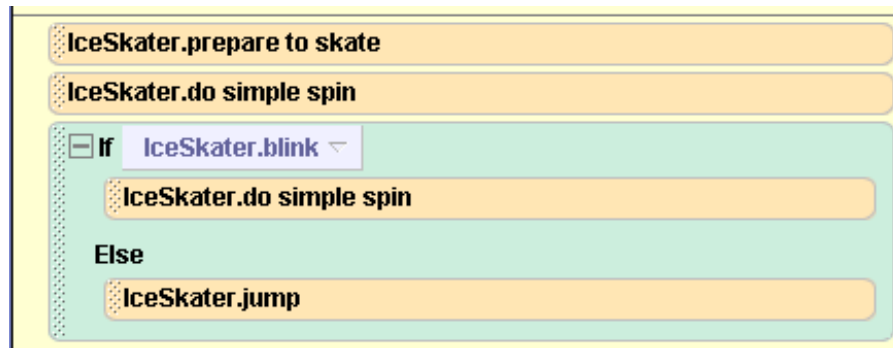 IceSkater.prepare to skate
IceSkater.do simple spin
If IceSkater.blink
IceSkater.do simple spin
Else
IceSkater.jump